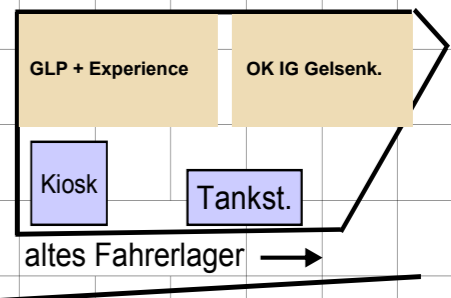 GLP + Experience
OK IG Gelsenk.
Kiosk
Tankst.
altes Fahrerlager